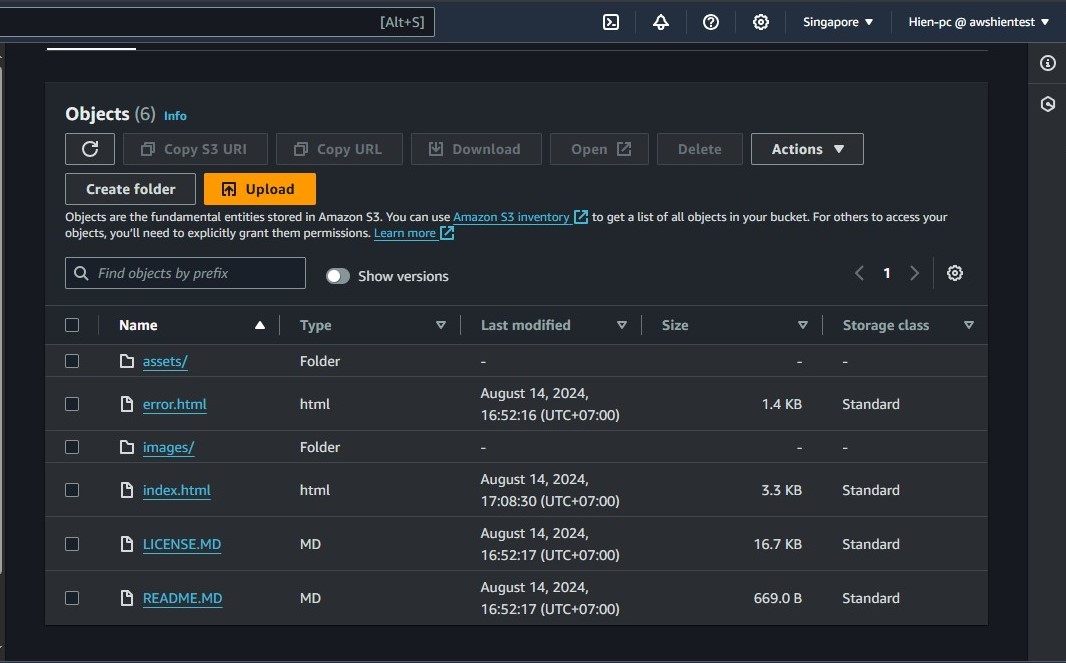 [Alt+S]
Singapore
Hien-pc @ awshientest
Objects (6) Info
Copy S3 URI
Copy URL
Download
Open
Delete
Actions
Create folder
Upload
Objects are the fundamental entities stored in Amazon S3. You can use Amazon S3 inventory to get a list of all objects in your bucket. For others to access your
objects, you'll need to explicitly grant them permissions. Learn more
Find objects by prefix
Show versions
1
Name Type Last modified Size Storage class
assets/ Folder - - -
error.html html August 14, 2024, 16:52:16 (UTC+07:00) 1.4 KB Standard
images/ Folder - - -
index.html html August 14, 2024, 17:08:30 (UTC+07:00) 3.3 KB Standard
LICENSE.MD MD August 14, 2024, 16:52:17 (UTC+07:00) 16.7 KB Standard
README.MD MD August 14, 2024, 16:52:17 (UTC+07:00) 669.0 B Standard